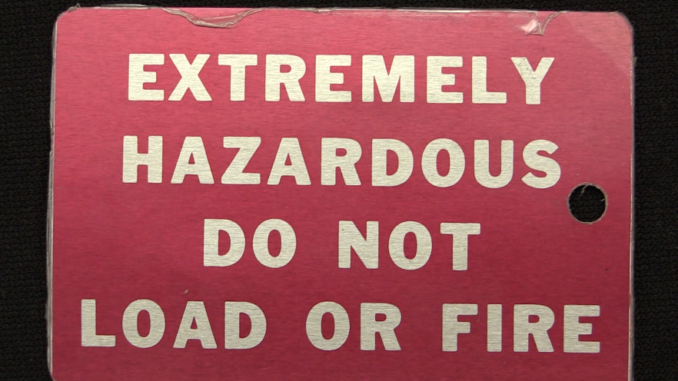 EXTREMELY
HAZARDOUS
DO NOT
LOAD OR FIRE